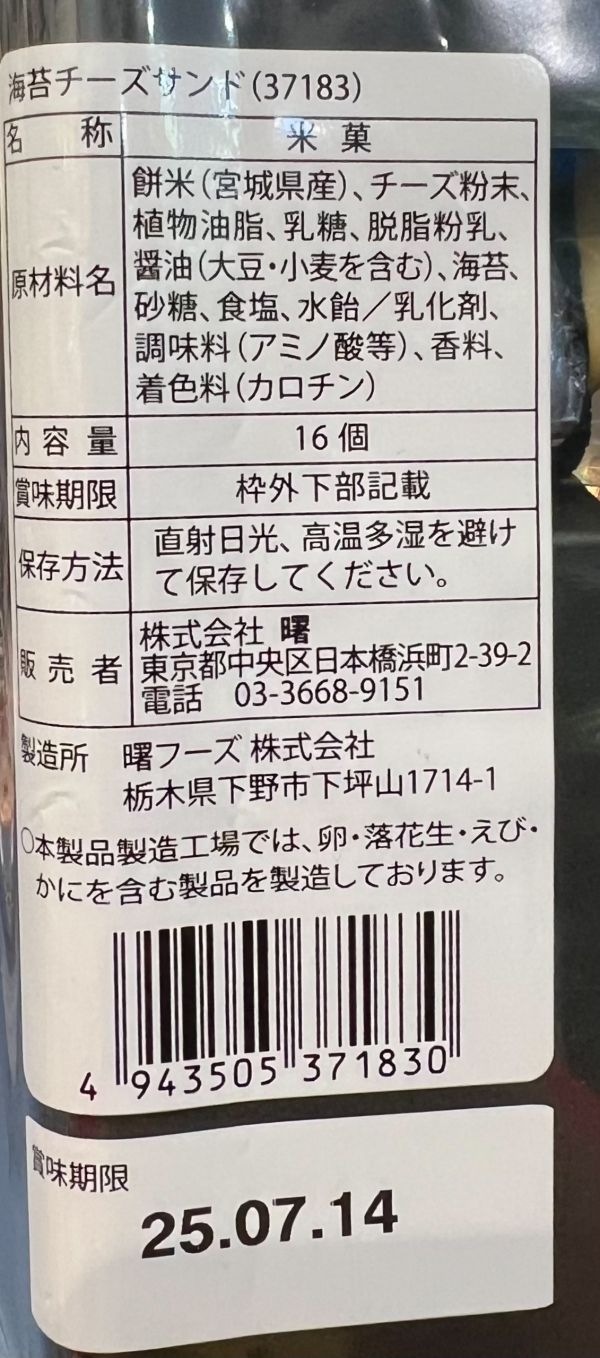 海苔チーズサンド(37183)
名称 米菓
原材料名 餅米(宮城県産)、チーズ粉末、
植物油脂、乳糖、脱脂粉乳、
醤油(大豆・小麦を含む)、海苔、
砂糖、食塩、水飴／乳化剤、
調味料(アミノ酸等)、香料、
着色料(カロチン)
内容量 16個
賞味期限 枠外下部記載
保存方法 直射日光、高温多湿を避け
て保存してください。
販売者 株式会社 曙
東京都中央区日本橋浜町2-39-2
電話 03-3668-9151
製造所 曙フーズ 株式会社
栃木県下野市下坪山1714-1
○本製品製造工場では、卵・落花生・えび・
かにを含む製品を製造しております。
4 943505 371830
賞味期限
25.07.14